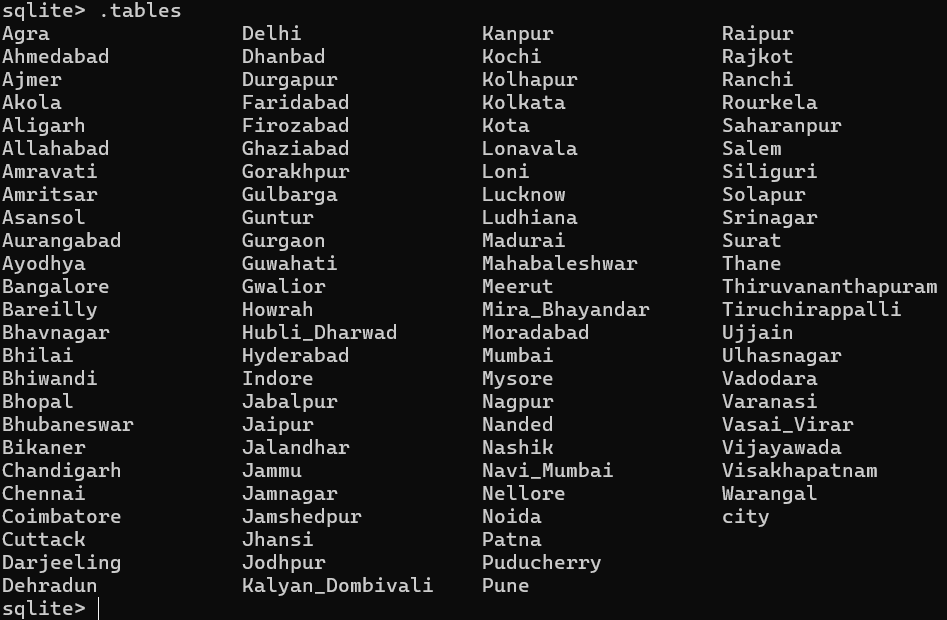 sqlite> .tables
Agra Delhi Kanpur Raipur
Ahmedabad Dhanbad Kochi Rajkot
Ajmer Durgapur Kolhapur Ranchi
Akola Faridabad Kolkata Rourkela
Aligarh Firozabad Kota Saharanpur
Allahabad Ghaziabad Lonavala Salem
Amravati Gorakhpur Loni Siliguri
Amritsar Gulbarga Lucknow Solapur
Asansol Guntur Ludhiana Srinagar
Aurangabad Gurgaon Madurai Surat
Ayodhya Guwahati Mahabaleshwar Thane
Bangalore Gwalior Meerut Thiruvananthapuram
Bareilly Howrah Mira_Bhayandar Tiruchirappalli
Bhavnagar Hubli_Dharwad Moradabad Ujjain
Bhilai Hyderabad Mumbai Ulhasnagar
Bhiwandi Indore Mysore Vadodara
Bhopal Jabalpur Nagpur Varanasi
Bhubaneswar Jaipur Nanded Vasai_Virar
Bikaner Jalandhar Nashik Vijayawada
Chandigarh Jammu Navi_Mumbai Visakhapatnam
Chennai Jamnagar Nellore Warangal
Coimbatore Jamshedpur Noida city
Cuttack Jhansi Patna
Darjeeling Jodhpur Puducherry
Dehradun Kalyan_Dombivali Pune
sqlite>